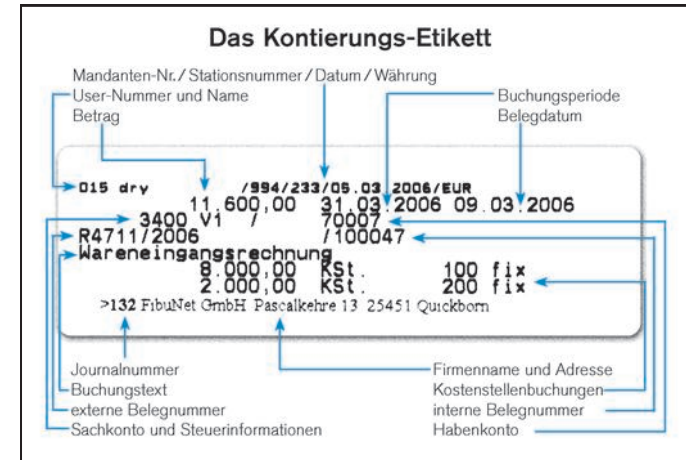 Das Kontierungs-Etikett
Mandanten-Nr./Stationsnummer/Datum/Währung
User-Nummer und Name
Betrag
Buchungsperiode
Belegdatum
015 dry /994/233/05.03.2006/EUR
11.600,00 31.03.2006 09.03.2006
3400 V1 / 70007
R4711/2006 /100047
Wareneingangsrechnung
8.000,00 KSt. 100 fix
2.000,00 KSt. 200 fix
>132 FibuNet GmbH Pascalkehre 13 25451 Quickborn
Journalnummer
Buchungstext
externe Belegnummer
Sachkonto und Steuerinformationen
Firmenname und Adresse
Kostenstellenbuchungen
interne Belegnummer
Habenkonto